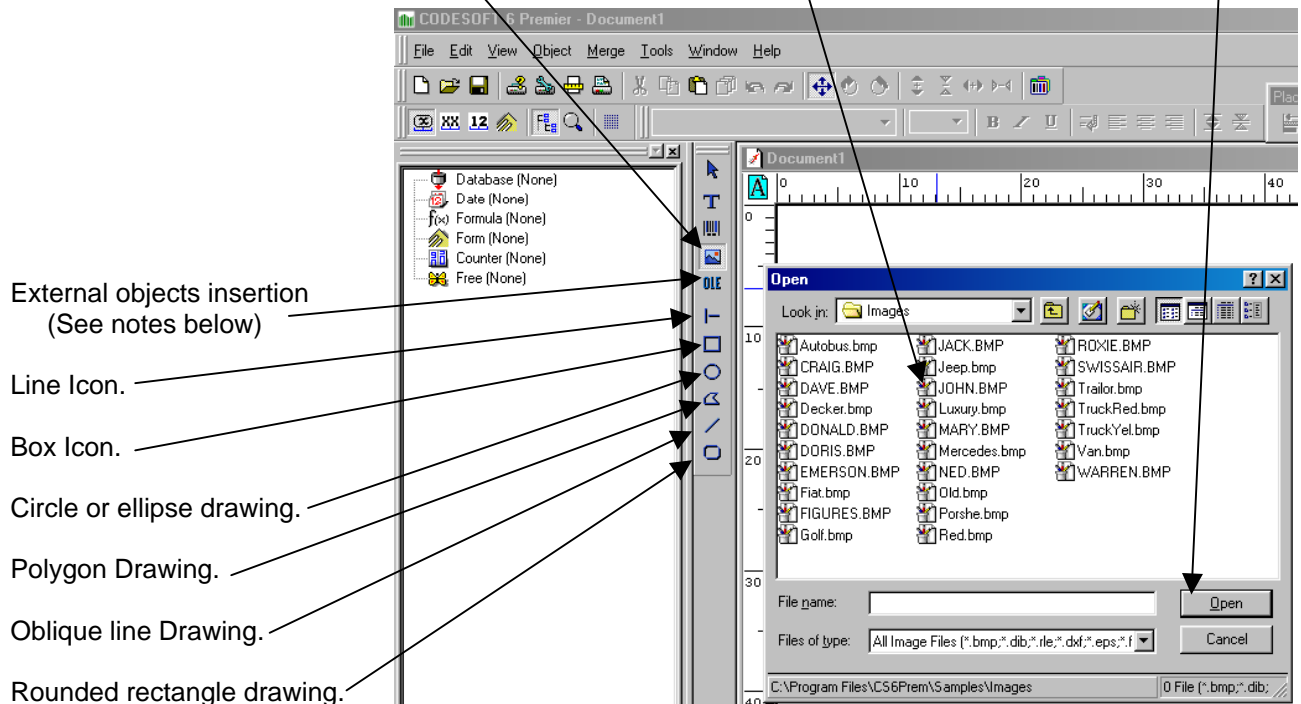 CODESOFT 6 Premier - Document1
File Edit View Object Merge Tools Window Help
XX 12
B I U
Document1
Database (None)
Date (None)
f(x) Formula (None)
Form (None)
Counter (None)
Free (None)
T
OLE
A
0 10 20 30 40
0
10
20
30
External objects insertion
(See notes below)
Line Icon.
Box Icon.
Circle or ellipse drawing.
Polygon Drawing.
Oblique line Drawing.
Rounded rectangle drawing.
Open
Look in: Images
Autobus.bmp JACK.BMP ROXIE.BMP
CRAIG.BMP Jeep.bmp SWISSAIR.BMP
DAVE.BMP JOHN.BMP Trailor.bmp
Decker.bmp Luxury.bmp TruckRed.bmp
DONALD.BMP MARY.BMP TruckYel.bmp
DORIS.BMP Mercedes.bmp Van.bmp
EMERSON.BMP NED.BMP WARREN.BMP
Fiat.bmp Old.bmp
FIGURES.BMP Porshe.bmp
Golf.bmp Red.bmp
File name: Open
Files of type: All Image Files (*.bmp;*.dib;*.rle;*.dxf;*.eps;*.f Cancel
C:\Program Files\CS6Prem\Samples\Images 0 File (*.bmp;*.dib;